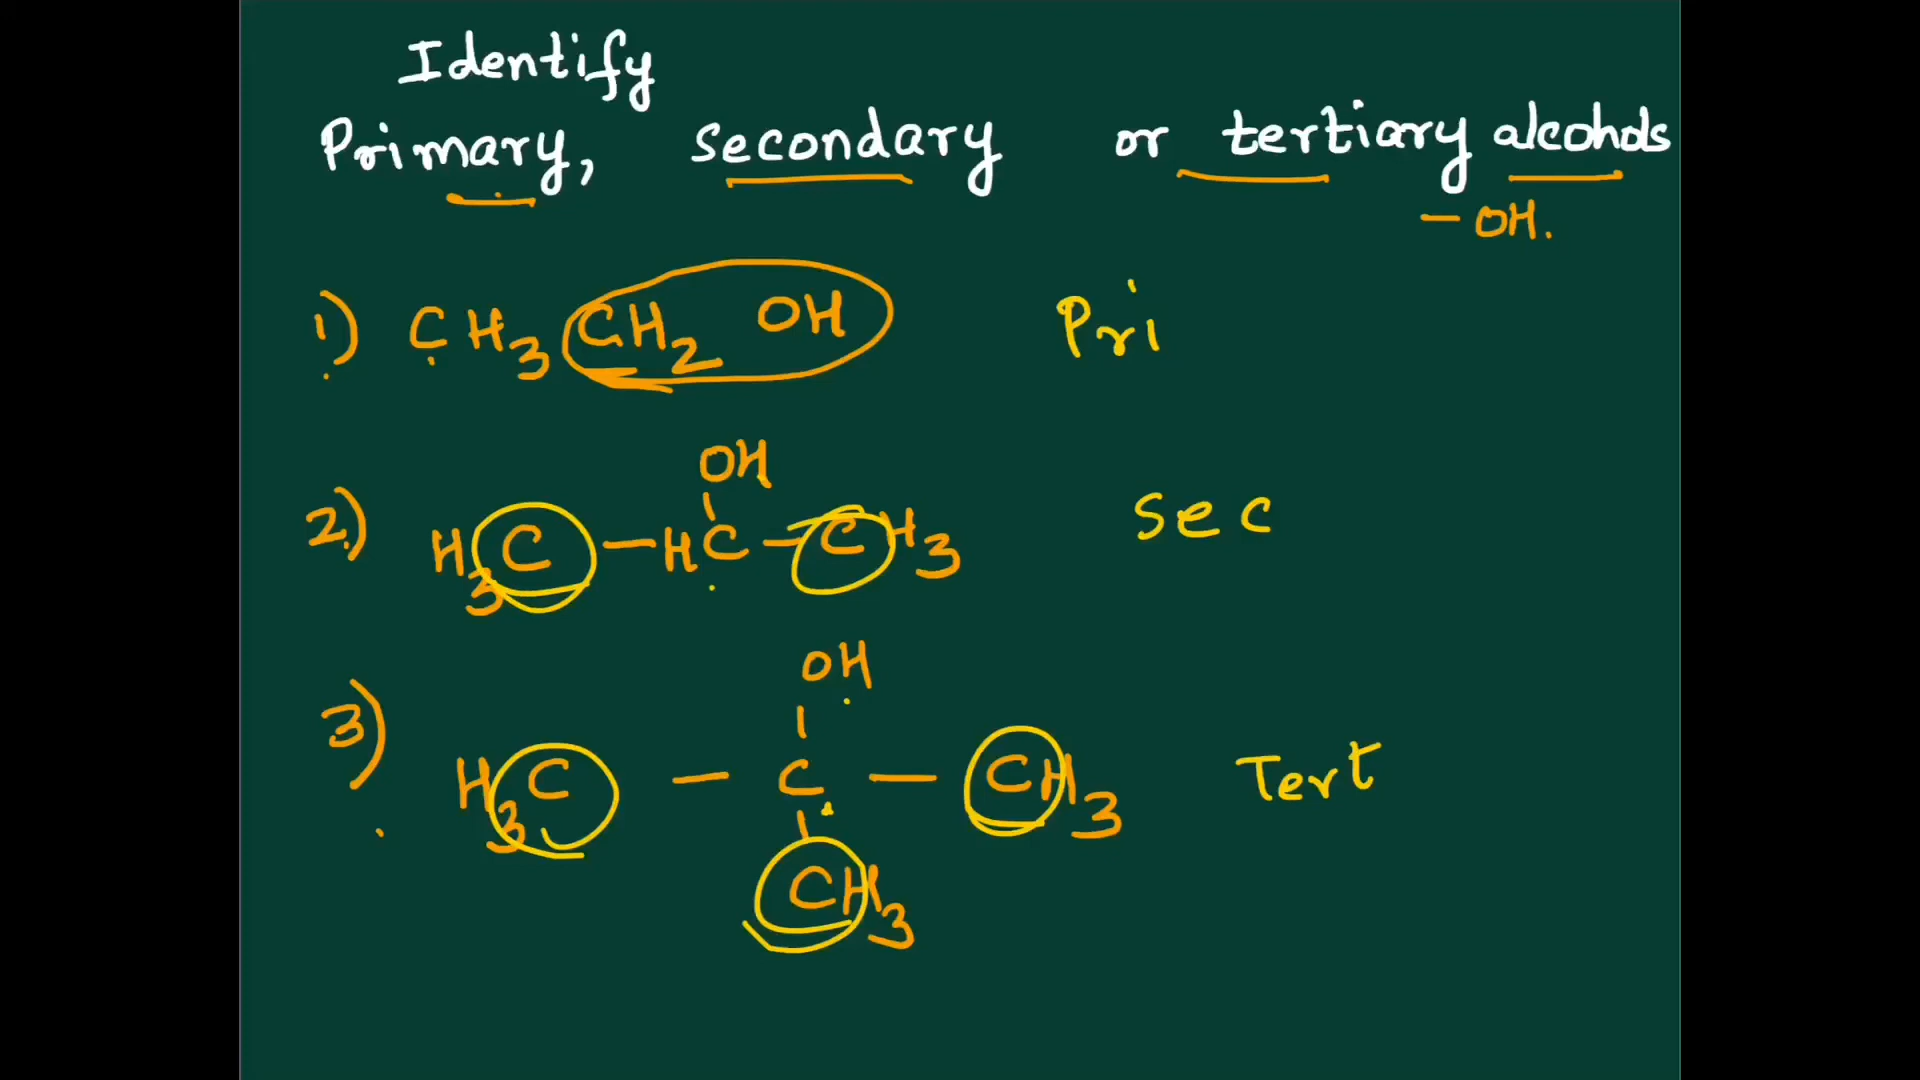 Identify
Primary, secondary or tertiary alcohols
- OH.
1) CH3 CH2 OH Pri
OH
2) H3C - HC - CH3 Sec
OH
3) H3C - C - CH3 Tert
CH3